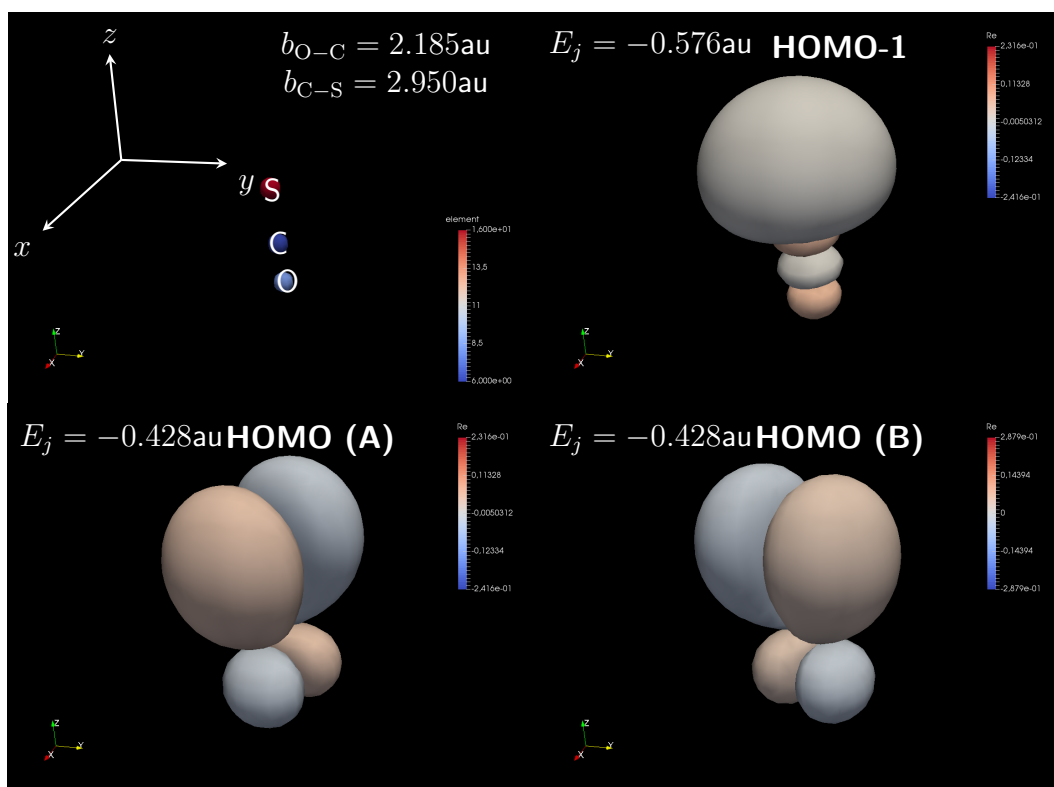 z
b_{O−C} = 2.185au
b_{C−S} = 2.950au
y
x
S
C
O
element
1,600e+01
13,5
11
8,5
6,000e+00
Z
Y
X
E_j = −0.576au HOMO-1
Re
2,316e-01
0,11328
-0,0050312
-0,12334
-2,416e-01
Z
Y
X
E_j = −0.428au HOMO (A)
Re
2,316e-01
0,11328
-0,0050312
-0,12334
-2,416e-01
Z
Y
X
E_j = −0.428au HOMO (B)
Re
2,879e-01
0,14394
0
-0,14394
-2,879e-01
Z
Y
X